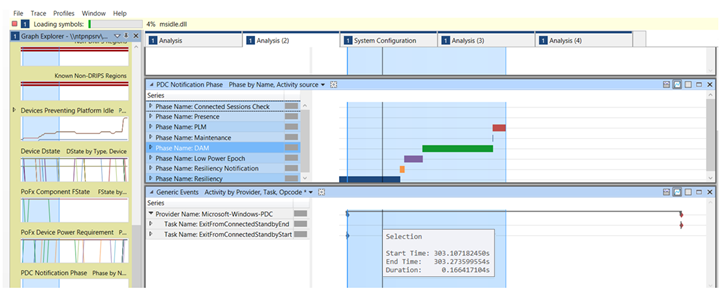 File Trace Profiles Window Help
1 Loading symbols: 4% msidle.dll
1 Graph Explorer - \\stpnpsrv\...
1 Analysis
1 Analysis (2)
1 System Configuration
1 Analysis (3)
1 Analysis (4)
Known Non-DRIPS Regions
Devices Preventing Platform Idle P...
Device Dstate DState by Type, Device
PoFx Component FState FState by...
PoFx Device Power Requirement P...
PDC Notification Phase Phase by N...
PDC Notification Phase Phase by Name, Activity source
Series
Phase Name: Connected Sessions Check
Phase Name: Presence
Phase Name: PLM
Phase Name: Maintenance
Phase Name: DAM
Phase Name: Low Power Epoch
Phase Name: Resiliency Notification
Phase Name: Resiliency
Generic Events Activity by Provider, Task, Opcode *
Series
Provider Name: Microsoft-Windows-PDC
Task Name: ExitFromConnectedStandbyEnd
Task Name: ExitFromConnectedStandbyStart
Selection
Start Time: 303.107182450s
End Time: 303.273599554s
Duration: 0.166417104s